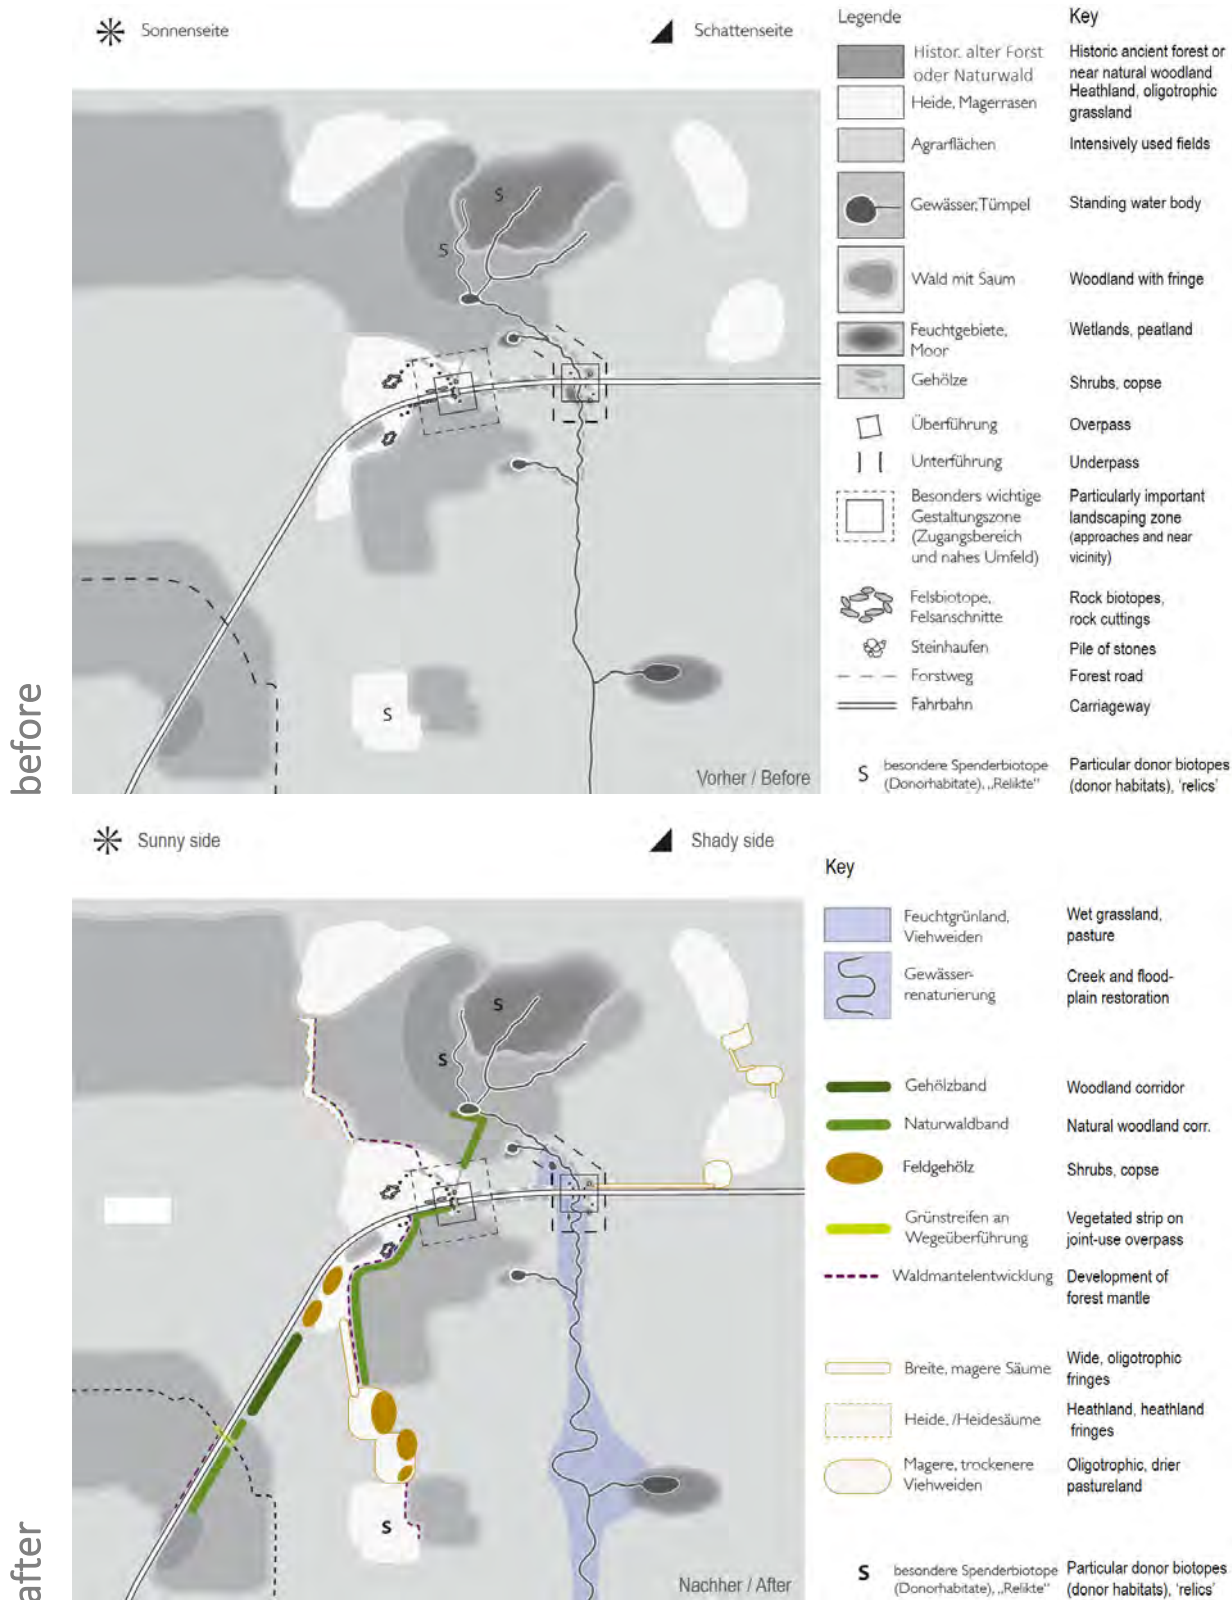 Sonnenseite
Schattenseite
Legende
Key
Histor. alter Forst
oder Naturwald
Historic ancient forest or
near natural woodland
Heide, Magerrasen
Heathland, oligotrophic
grassland
Agrarflächen
Intensively used fields
Gewässer, Tümpel
Standing water body
Wald mit Saum
Woodland with fringe
Feuchtgebiete,
Moor
Wetlands, peatland
Gehölze
Shrubs, copse
Überführung
Overpass
Unterführung
Underpass
Besonders wichtige
Gestaltungszone
(Zugangsbereich
und nahes Umfeld)
Particularly important
landscaping zone
(approaches and near
vicinity)
Felsbiotope,
Felsanschnitte
Rock biotopes,
rock cuttings
Steinhaufen
Pile of stones
Forstweg
Forest road
Fahrbahn
Carriageway
S
besondere Spenderbiotope
(Donorhabitate), „Relikte"
Particular donor biotopes
(donor habitats), 'relics'
S
S
S
Vorher / Before
before
Sunny side
Shady side
Key
Feuchtgrünland,
Viehweiden
Wet grassland,
pasture
Gewässer-
renaturierung
Creek and flood-
plain restoration
Gehölzband
Woodland corridor
Naturwaldband
Natural woodland corr.
Feldgehölz
Shrubs, copse
Grünstreifen an
Wegeüberführung
Vegetated strip on
joint-use overpass
Waldmantelentwicklung
Development of
forest mantle
Breite, magere Säume
Wide, oligotrophic
fringes
Heide, /Heidesäume
Heathland, heathland
fringes
Magere, trockenere
Viehweiden
Oligotrophic, drier
pastureland
S
besondere Spenderbiotope
(Donorhabitate), „Relikte"
Particular donor biotopes
(donor habitats), 'relics'
S
S
S
Nachher / After
after